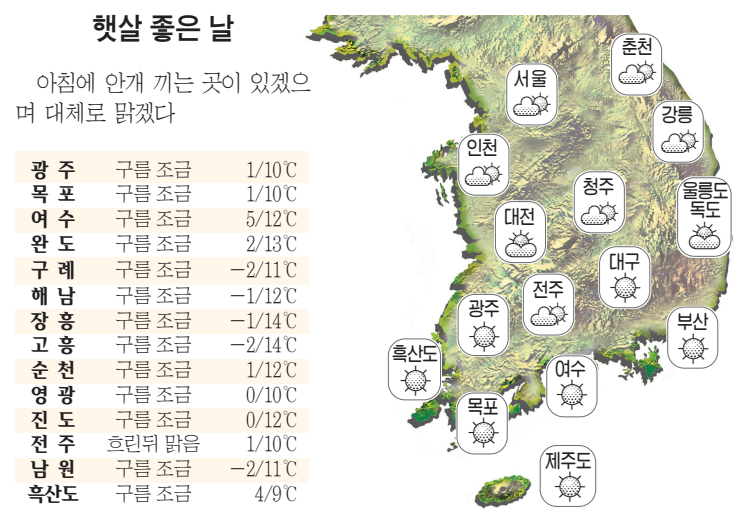 햇살 좋은 날
아침에 안개 끼는 곳이 있겠으
며 대체로 맑겠다
광 주 구름 조금 1/10℃
목 포 구름 조금 1/10℃
여 수 구름 조금 5/12℃
완 도 구름 조금 2/13℃
구 례 구름 조금 −2/11℃
해 남 구름 조금 −1/12℃
장 흥 구름 조금 −1/14℃
고 흥 구름 조금 −2/14℃
순 천 구름 조금 1/12℃
영 광 구름 조금 0/10℃
진 도 구름 조금 0/12℃
전 주 흐린뒤 맑음 1/10℃
남 원 구름 조금 −2/11℃
흑산도 구름 조금 4/9℃
춘천
서울
강릉
인천
청주
울릉도
독도
대전
대구
전주
광주
부산
흑산도
여수
목포
제주도